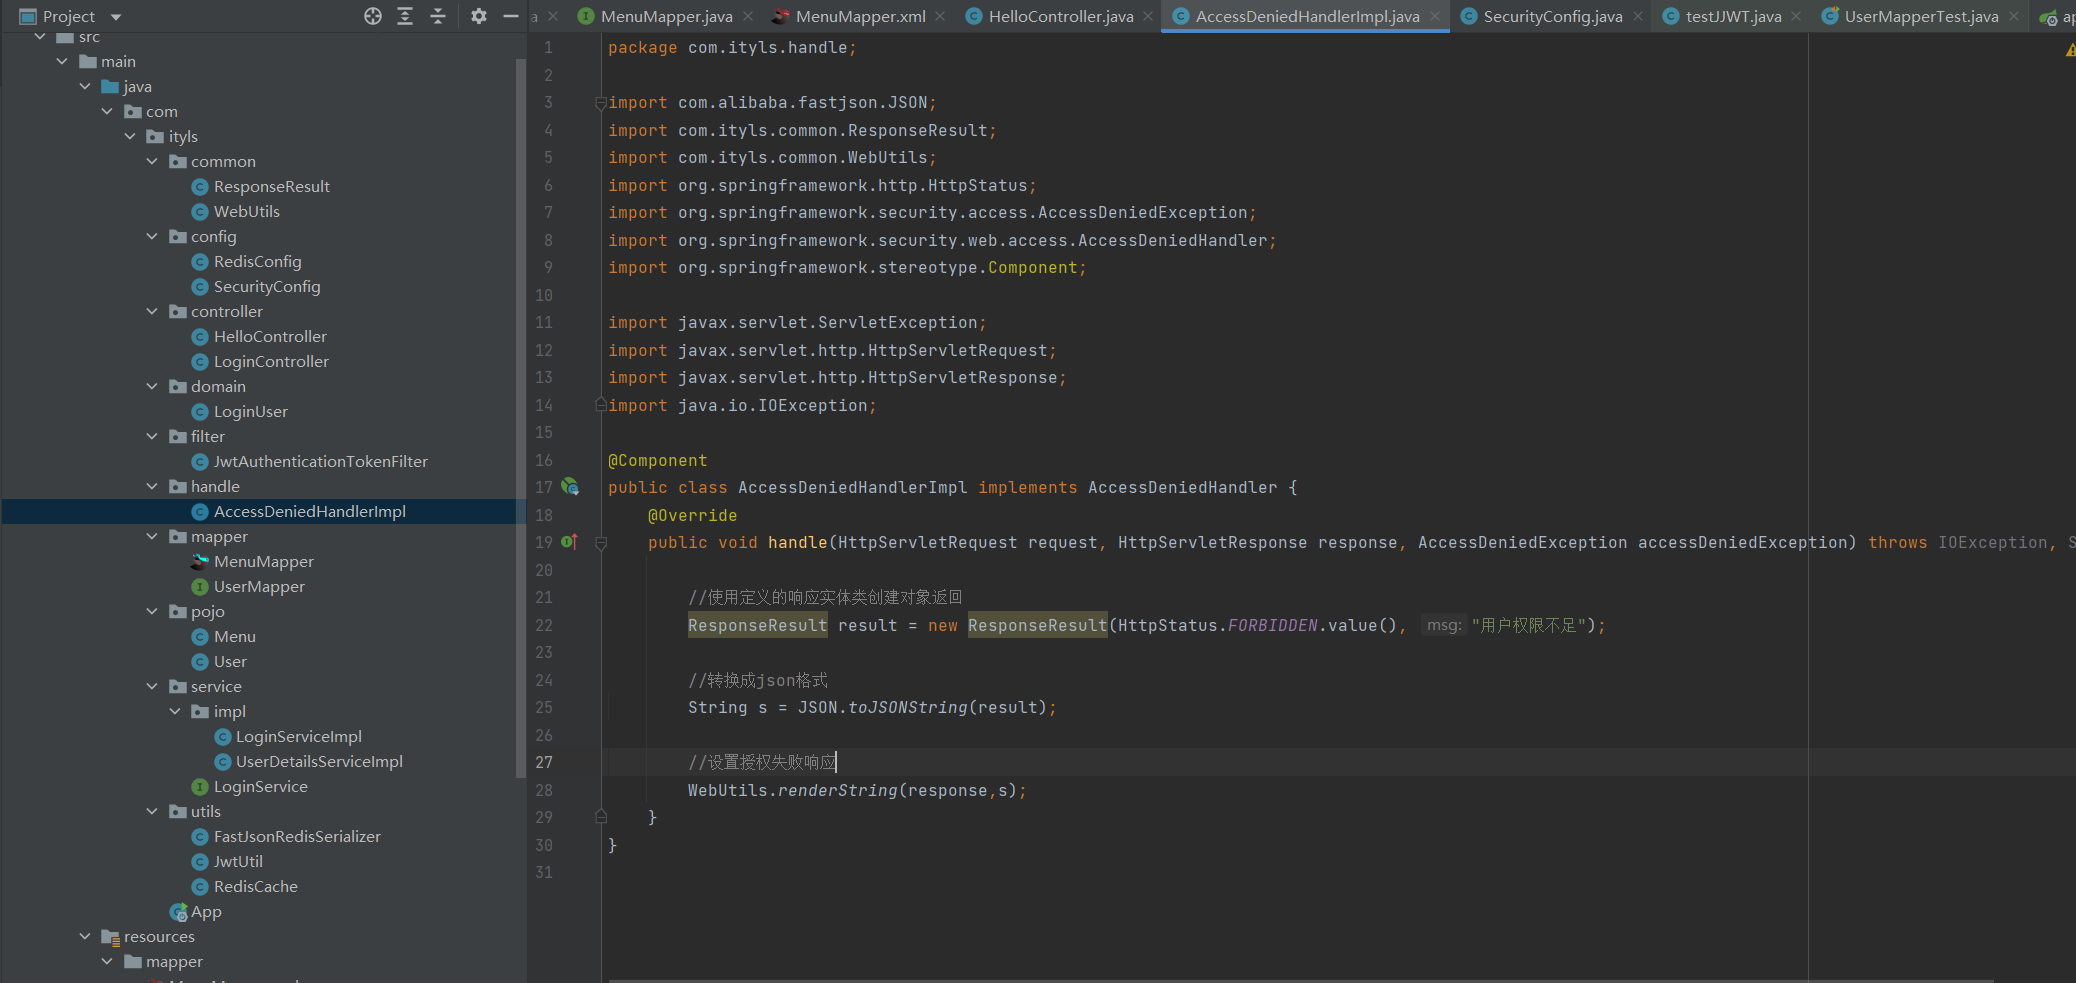 Project
a
MenuMapper.java
MenuMapper.xml
HelloController.java
AccessDeniedHandlerImpl.java
SecurityConfig.java
testJJWT.java
UserMapperTest.java
ap
src
main
java
com
ityls
common
ResponseResult
WebUtils
config
RedisConfig
SecurityConfig
controller
HelloController
LoginController
domain
LoginUser
filter
JwtAuthenticationTokenFilter
handle
AccessDeniedHandlerImpl
mapper
MenuMapper
UserMapper
pojo
Menu
User
service
impl
LoginServiceImpl
UserDetailsServiceImpl
LoginService
utils
FastJsonRedisSerializer
JwtUtil
RedisCache
App
resources
mapper
1 package com.ityls.handle;
2
3 import com.alibaba.fastjson.JSON;
4 import com.ityls.common.ResponseResult;
5 import com.ityls.common.WebUtils;
6 import org.springframework.http.HttpStatus;
7 import org.springframework.security.access.AccessDeniedException;
8 import org.springframework.security.web.access.AccessDeniedHandler;
9 import org.springframework.stereotype.Component;
10
11 import javax.servlet.ServletException;
12 import javax.servlet.http.HttpServletRequest;
13 import javax.servlet.http.HttpServletResponse;
14 import java.io.IOException;
15
16 @Component
17 public class AccessDeniedHandlerImpl implements AccessDeniedHandler {
18 @Override
19 public void handle(HttpServletRequest request, HttpServletResponse response, AccessDeniedException accessDeniedException) throws IOException, S
20
21 //使用定义的响应实体类创建对象返回
22 ResponseResult result = new ResponseResult(HttpStatus.FORBIDDEN.value(), msg: "用户权限不足");
23
24 //转换成json格式
25 String s = JSON.toJSONString(result);
26
27 //设置授权失败响应
28 WebUtils.renderString(response,s);
29 }
30 }
31